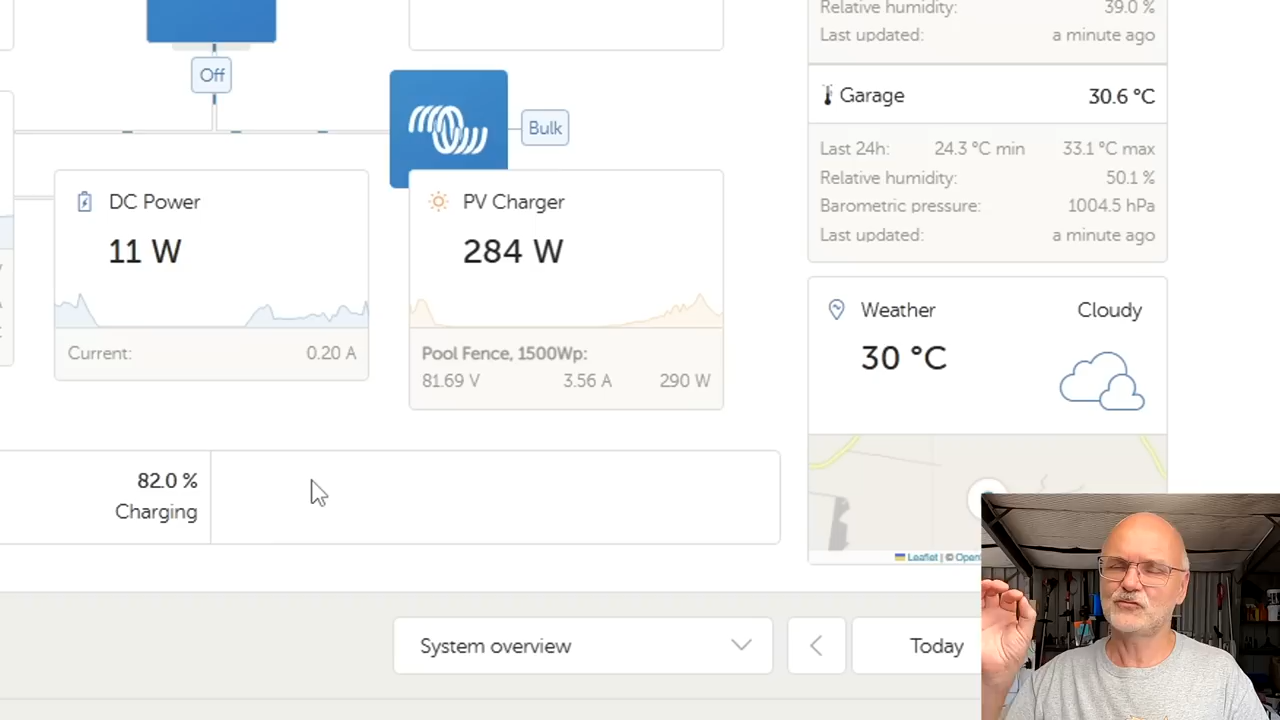 Off
Bulk
DC Power
11 W
Current: 0.20 A
PV Charger
284 W
Pool Fence, 1500Wp:
81.69 V 3.56 A 290 W
82.0 %
Charging
System overview
Today
Relative humidity: 39.0 %
Last updated: a minute ago
Garage 30.6 °C
Last 24h: 24.3 °C min 33.1 °C max
Relative humidity: 50.1 %
Barometric pressure: 1004.5 hPa
Last updated: a minute ago
Weather Cloudy
30 °C
Leaflet | ©